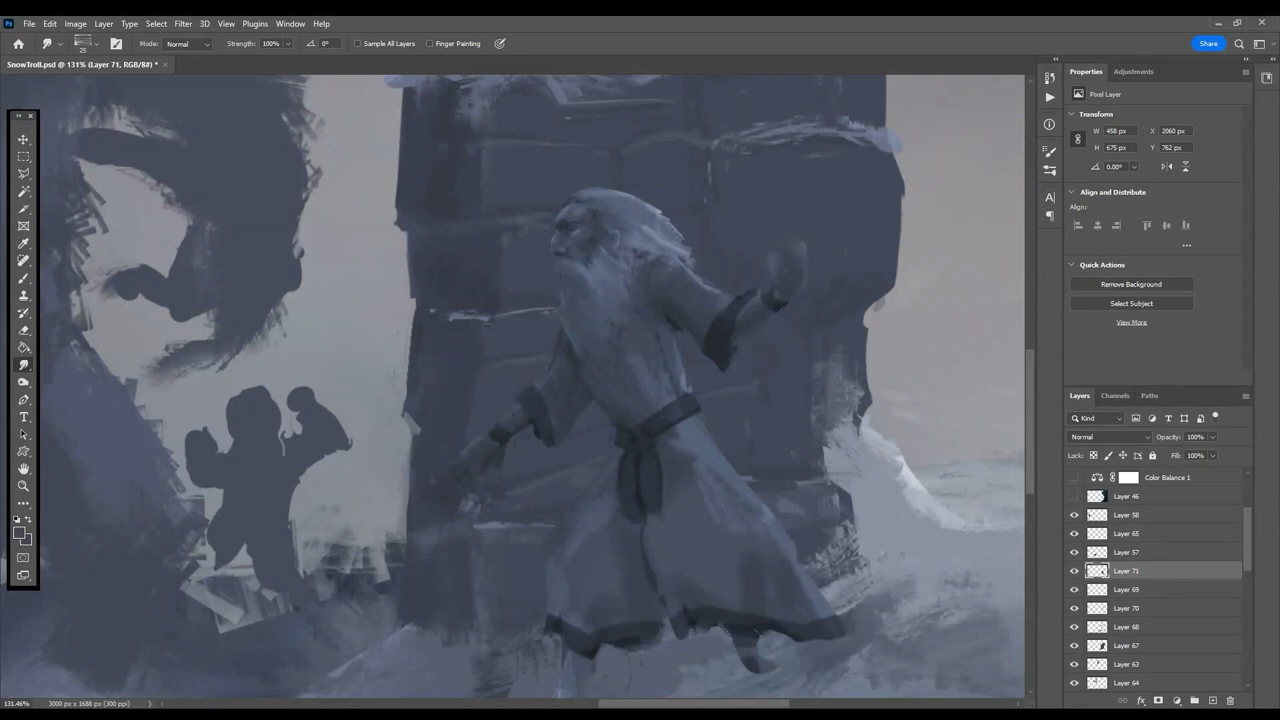 Ps File Edit Image Layer Type Select Filter 3D View Plugins Window Help
25 Mode: Normal Strength: 100% 0° Sample All Layers Finger Painting Share
SnowTroll.psd @ 131% (Layer 71, RGB/8#) * ×
Properties Adjustments
Pixel Layer
Transform
W 458 px X 2060 px
H 675 px Y 762 px
0.00°
Align and Distribute
Align:
Quick Actions
Remove Background
Select Subject
View More
Layers Channels Paths
Kind
Normal Opacity: 100%
Lock: Fill: 100%
Color Balance 1
Layer 46
Layer 58
Layer 65
Layer 57
Layer 71
Layer 69
Layer 70
Layer 68
Layer 67
Layer 63
Layer 64
131.46% 3000 px x 1688 px (300 ppi)